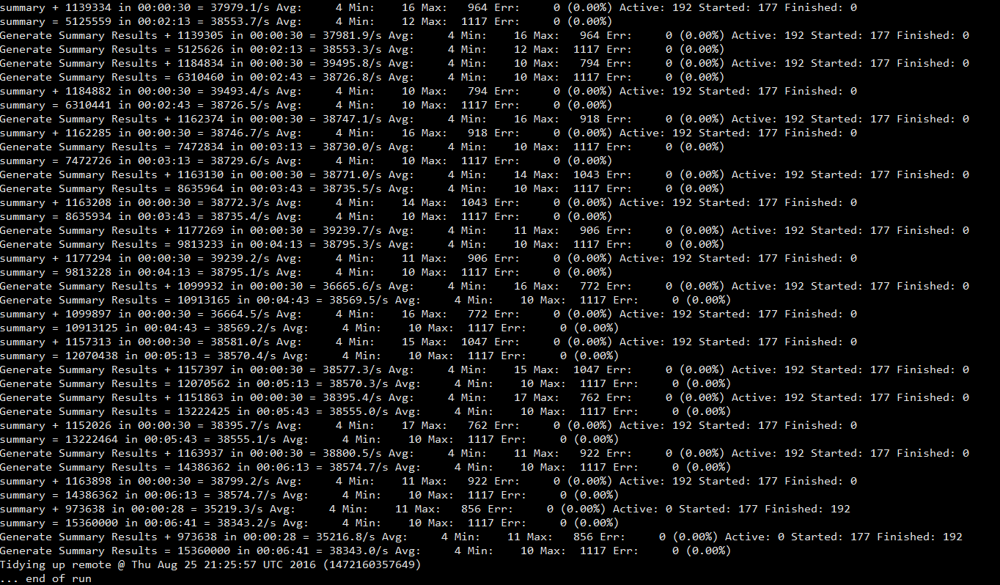 summary + 1139334 in 00:00:30 = 37979.1/s Avg:     4 Min:    16 Max:   964 Err:     0 (0.00%) Active: 192 Started: 177 Finished: 0
summary = 5125559 in 00:02:13 = 38553.7/s Avg:     4 Min:    12 Max:  1117 Err:     0 (0.00%)
Generate Summary Results + 1139305 in 00:00:30 = 37981.9/s Avg:     4 Min:    16 Max:   964 Err:     0 (0.00%) Active: 192 Started: 177 Finished: 0
Generate Summary Results = 5125626 in 00:02:13 = 38553.3/s Avg:     4 Min:    12 Max:  1117 Err:     0 (0.00%)
Generate Summary Results + 1184834 in 00:00:30 = 39495.8/s Avg:     4 Min:    10 Max:   794 Err:     0 (0.00%) Active: 192 Started: 177 Finished: 0
Generate Summary Results = 6310460 in 00:02:43 = 38726.8/s Avg:     4 Min:    10 Max:  1117 Err:     0 (0.00%)
summary + 1184882 in 00:00:30 = 39493.4/s Avg:     4 Min:    10 Max:   794 Err:     0 (0.00%) Active: 192 Started: 177 Finished: 0
summary = 6310441 in 00:02:43 = 38726.5/s Avg:     4 Min:    10 Max:  1117 Err:     0 (0.00%)
Generate Summary Results + 1162374 in 00:00:30 = 38747.1/s Avg:     4 Min:    16 Max:   918 Err:     0 (0.00%) Active: 192 Started: 177 Finished: 0
summary + 1162285 in 00:00:30 = 38746.7/s Avg:     4 Min:    16 Max:   918 Err:     0 (0.00%) Active: 192 Started: 177 Finished: 0
Generate Summary Results = 7472834 in 00:03:13 = 38730.0/s Avg:     4 Min:    10 Max:  1117 Err:     0 (0.00%)
summary = 7472726 in 00:03:13 = 38729.6/s Avg:     4 Min:    10 Max:  1117 Err:     0 (0.00%)
Generate Summary Results + 1163130 in 00:00:30 = 38771.0/s Avg:     4 Min:    14 Max:  1043 Err:     0 (0.00%) Active: 192 Started: 177 Finished: 0
Generate Summary Results = 8635964 in 00:03:43 = 38735.5/s Avg:     4 Min:    10 Max:  1117 Err:     0 (0.00%)
summary + 1163208 in 00:00:30 = 38772.3/s Avg:     4 Min:    14 Max:  1043 Err:     0 (0.00%) Active: 192 Started: 177 Finished: 0
summary = 8635934 in 00:03:43 = 38735.4/s Avg:     4 Min:    10 Max:  1117 Err:     0 (0.00%)
Generate Summary Results + 1177269 in 00:00:30 = 39239.7/s Avg:     4 Min:    11 Max:   906 Err:     0 (0.00%) Active: 192 Started: 177 Finished: 0
Generate Summary Results = 9813233 in 00:04:13 = 38795.3/s Avg:     4 Min:    10 Max:  1117 Err:     0 (0.00%)
summary + 1177294 in 00:00:30 = 39239.2/s Avg:     4 Min:    11 Max:   906 Err:     0 (0.00%) Active: 192 Started: 177 Finished: 0
summary = 9813228 in 00:04:13 = 38795.1/s Avg:     4 Min:    10 Max:  1117 Err:     0 (0.00%)
Generate Summary Results + 1099932 in 00:00:30 = 36665.6/s Avg:     4 Min:    16 Max:   772 Err:     0 (0.00%) Active: 192 Started: 177 Finished: 0
Generate Summary Results = 10913165 in 00:04:43 = 38569.5/s Avg:     4 Min:    10 Max:  1117 Err:     0 (0.00%)
summary + 1099897 in 00:00:30 = 36664.5/s Avg:     4 Min:    16 Max:   772 Err:     0 (0.00%) Active: 192 Started: 177 Finished: 0
summary = 10913125 in 00:04:43 = 38569.2/s Avg:     4 Min:    10 Max:  1117 Err:     0 (0.00%)
summary + 1157313 in 00:00:30 = 38581.0/s Avg:     4 Min:    15 Max:  1047 Err:     0 (0.00%) Active: 192 Started: 177 Finished: 0
summary = 12070438 in 00:05:13 = 38570.4/s Avg:     4 Min:    10 Max:  1117 Err:     0 (0.00%)
Generate Summary Results + 1157397 in 00:00:30 = 38577.3/s Avg:     4 Min:    15 Max:  1047 Err:     0 (0.00%) Active: 192 Started: 177 Finished: 0
Generate Summary Results = 12070562 in 00:05:13 = 38570.3/s Avg:     4 Min:    10 Max:  1117 Err:     0 (0.00%)
Generate Summary Results + 1151863 in 00:00:30 = 38395.4/s Avg:     4 Min:    17 Max:   762 Err:     0 (0.00%) Active: 192 Started: 177 Finished: 0
Generate Summary Results = 13222425 in 00:05:43 = 38555.0/s Avg:     4 Min:    10 Max:  1117 Err:     0 (0.00%)
summary + 1152026 in 00:00:30 = 38395.7/s Avg:     4 Min:    17 Max:   762 Err:     0 (0.00%) Active: 192 Started: 177 Finished: 0
summary = 13222464 in 00:05:43 = 38555.1/s Avg:     4 Min:    10 Max:  1117 Err:     0 (0.00%)
Generate Summary Results + 1163937 in 00:00:30 = 38800.5/s Avg:     4 Min:    11 Max:   922 Err:     0 (0.00%) Active: 192 Started: 177 Finished: 0
Generate Summary Results = 14386362 in 00:06:13 = 38574.7/s Avg:     4 Min:    10 Max:  1117 Err:     0 (0.00%)
summary + 1163898 in 00:00:30 = 38799.2/s Avg:     4 Min:    11 Max:   922 Err:     0 (0.00%) Active: 192 Started: 177 Finished: 0
summary = 14386362 in 00:06:13 = 38574.7/s Avg:     4 Min:    10 Max:  1117 Err:     0 (0.00%)
summary + 973638 in 00:00:28 = 35219.3/s Avg:     4 Min:    11 Max:   856 Err:     0 (0.00%) Active: 0 Started: 177 Finished: 192
summary = 15360000 in 00:06:41 = 38343.2/s Avg:     4 Min:    10 Max:  1117 Err:     0 (0.00%)
Generate Summary Results + 973638 in 00:00:28 = 35216.8/s Avg:     4 Min:    11 Max:   856 Err:     0 (0.00%) Active: 0 Started: 177 Finished: 192
Generate Summary Results = 15360000 in 00:06:41 = 38343.0/s Avg:     4 Min:    10 Max:  1117 Err:     0 (0.00%)
Tidying up remote @ Thu Aug 25 21:25:57 UTC 2016 (1472160357649)
... end of run